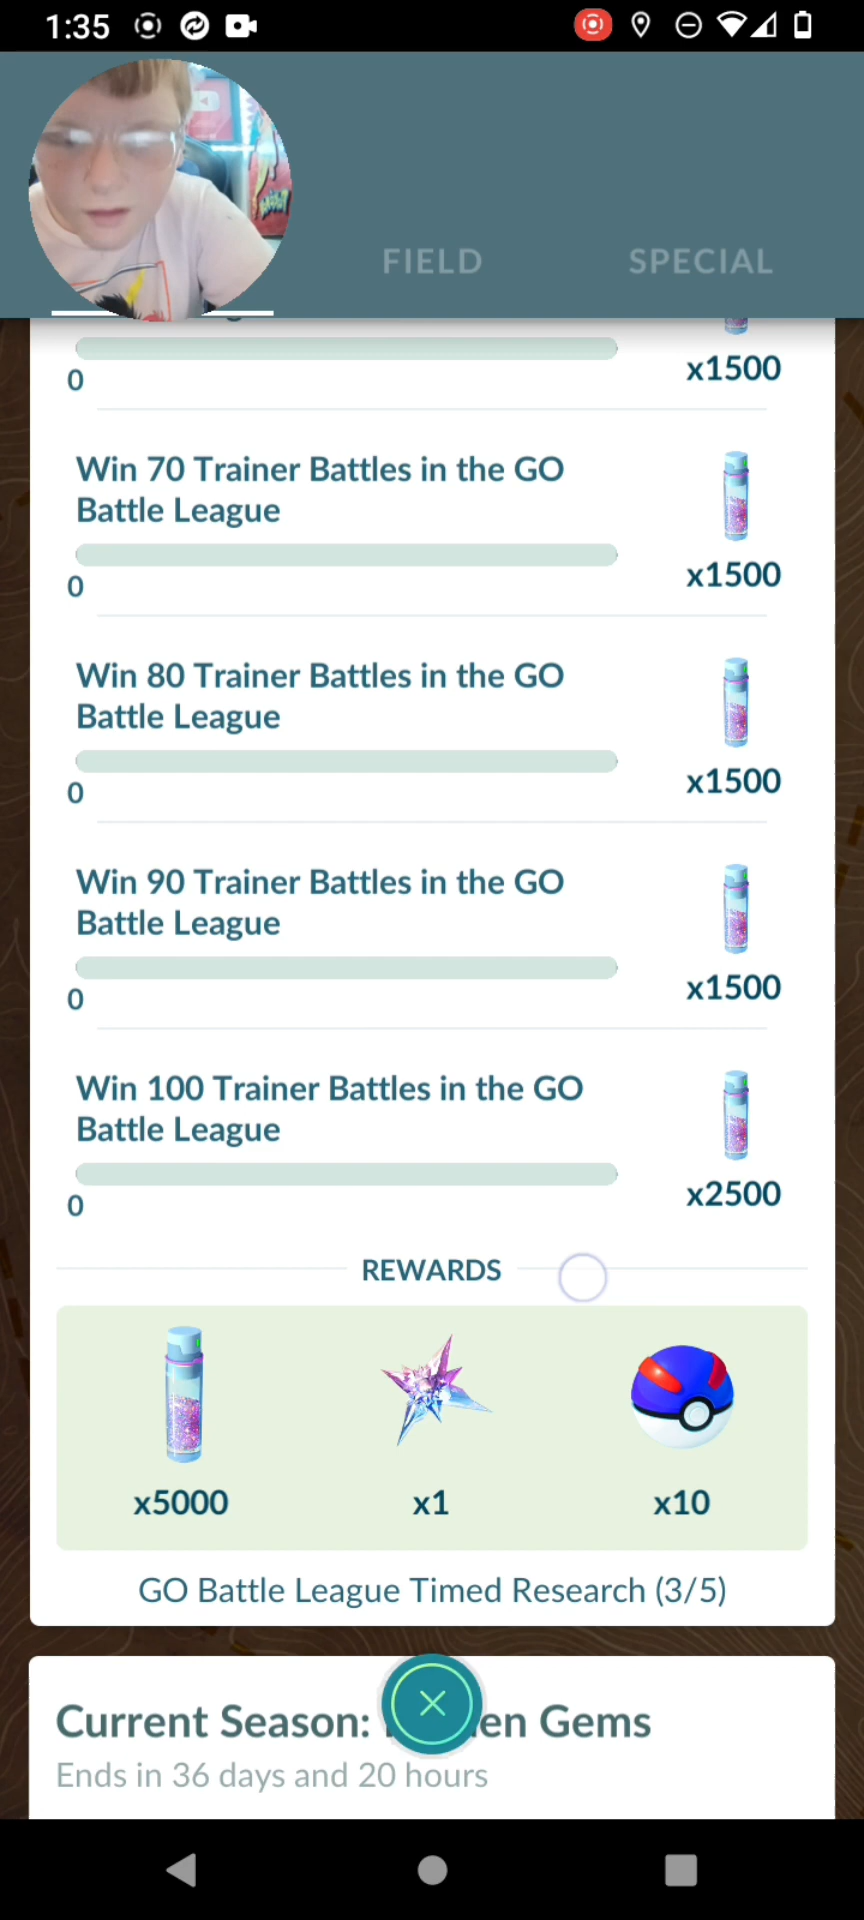 1:35
FIELD
SPECIAL
0
x1500
Win 70 Trainer Battles in the GO
Battle League
0
x1500
Win 80 Trainer Battles in the GO
Battle League
0
x1500
Win 90 Trainer Battles in the GO
Battle League
0
x1500
Win 100 Trainer Battles in the GO
Battle League
0
x2500
REWARDS
x5000
x1
x10
GO Battle League Timed Research (3/5)
Current Season: en Gems
Ends in 36 days and 20 hours